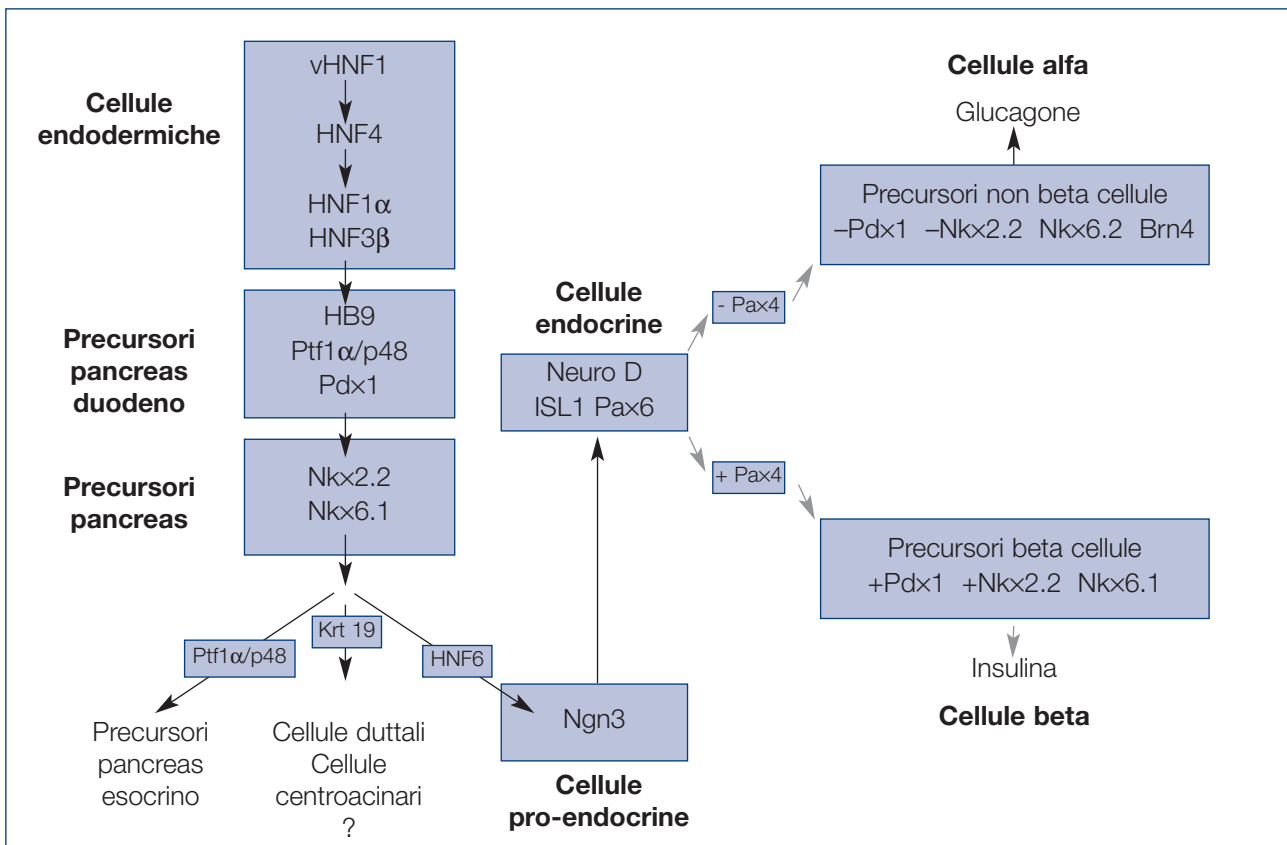 Cellule
endodermiche
vHNF1
HNF4
HNF1α
HNF3β
Precursori
pancreas
duodeno
HB9
Ptf1α/p48
Pdx1
Precursori
pancreas
Nkx2.2
Nkx6.1
Ptf1α/p48
Krt 19
HNF6
Precursori
pancreas
esocrino
Cellule duttali
Cellule
centroacinari
?
Ngn3
Cellule
pro-endocrine
Cellule
endocrine
Neuro D
ISL1 Pax6
- Pax4
+ Pax4
Cellule alfa
Glucagone
Precursori non beta cellule
–Pdx1 –Nkx2.2 Nkx6.2 Brn4
Precursori beta cellule
+Pdx1 +Nkx2.2 Nkx6.1
Insulina
Cellule beta